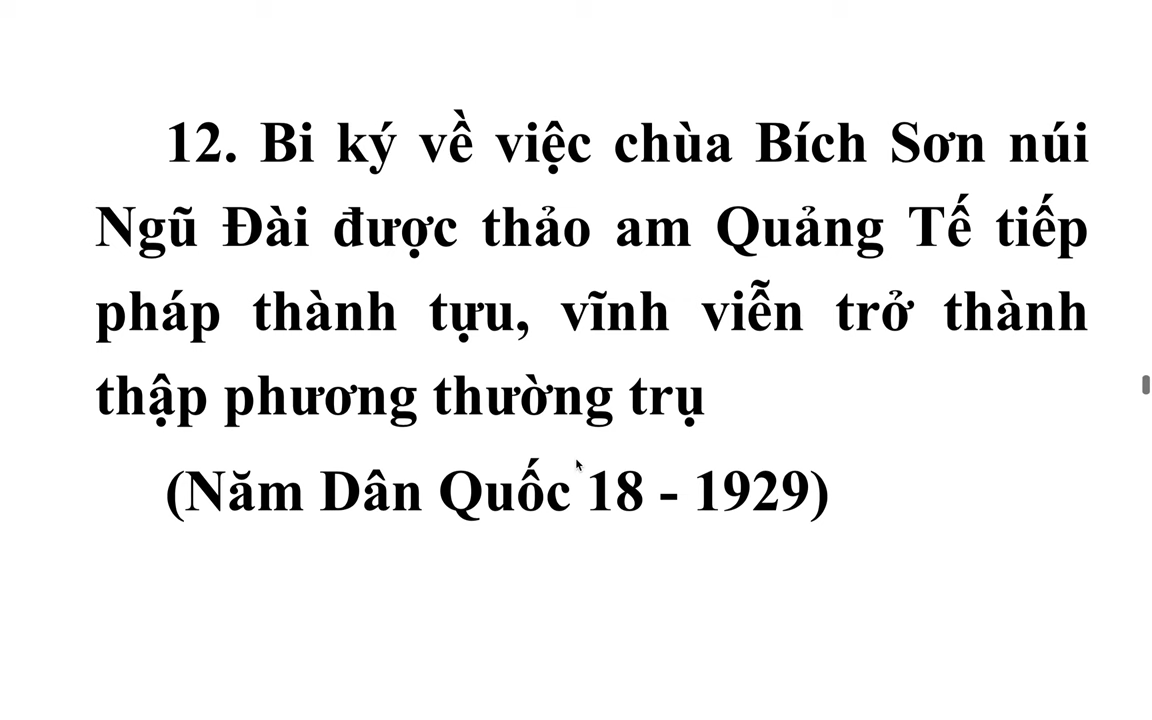 12. Bi ký về việc chùa Bích Sơn núi
Ngũ Đài được thảo am Quảng Tế tiếp
pháp thành tựu, vĩnh viễn trở thành
thập phương thường trụ
(Năm Dân Quốc 18 - 1929)